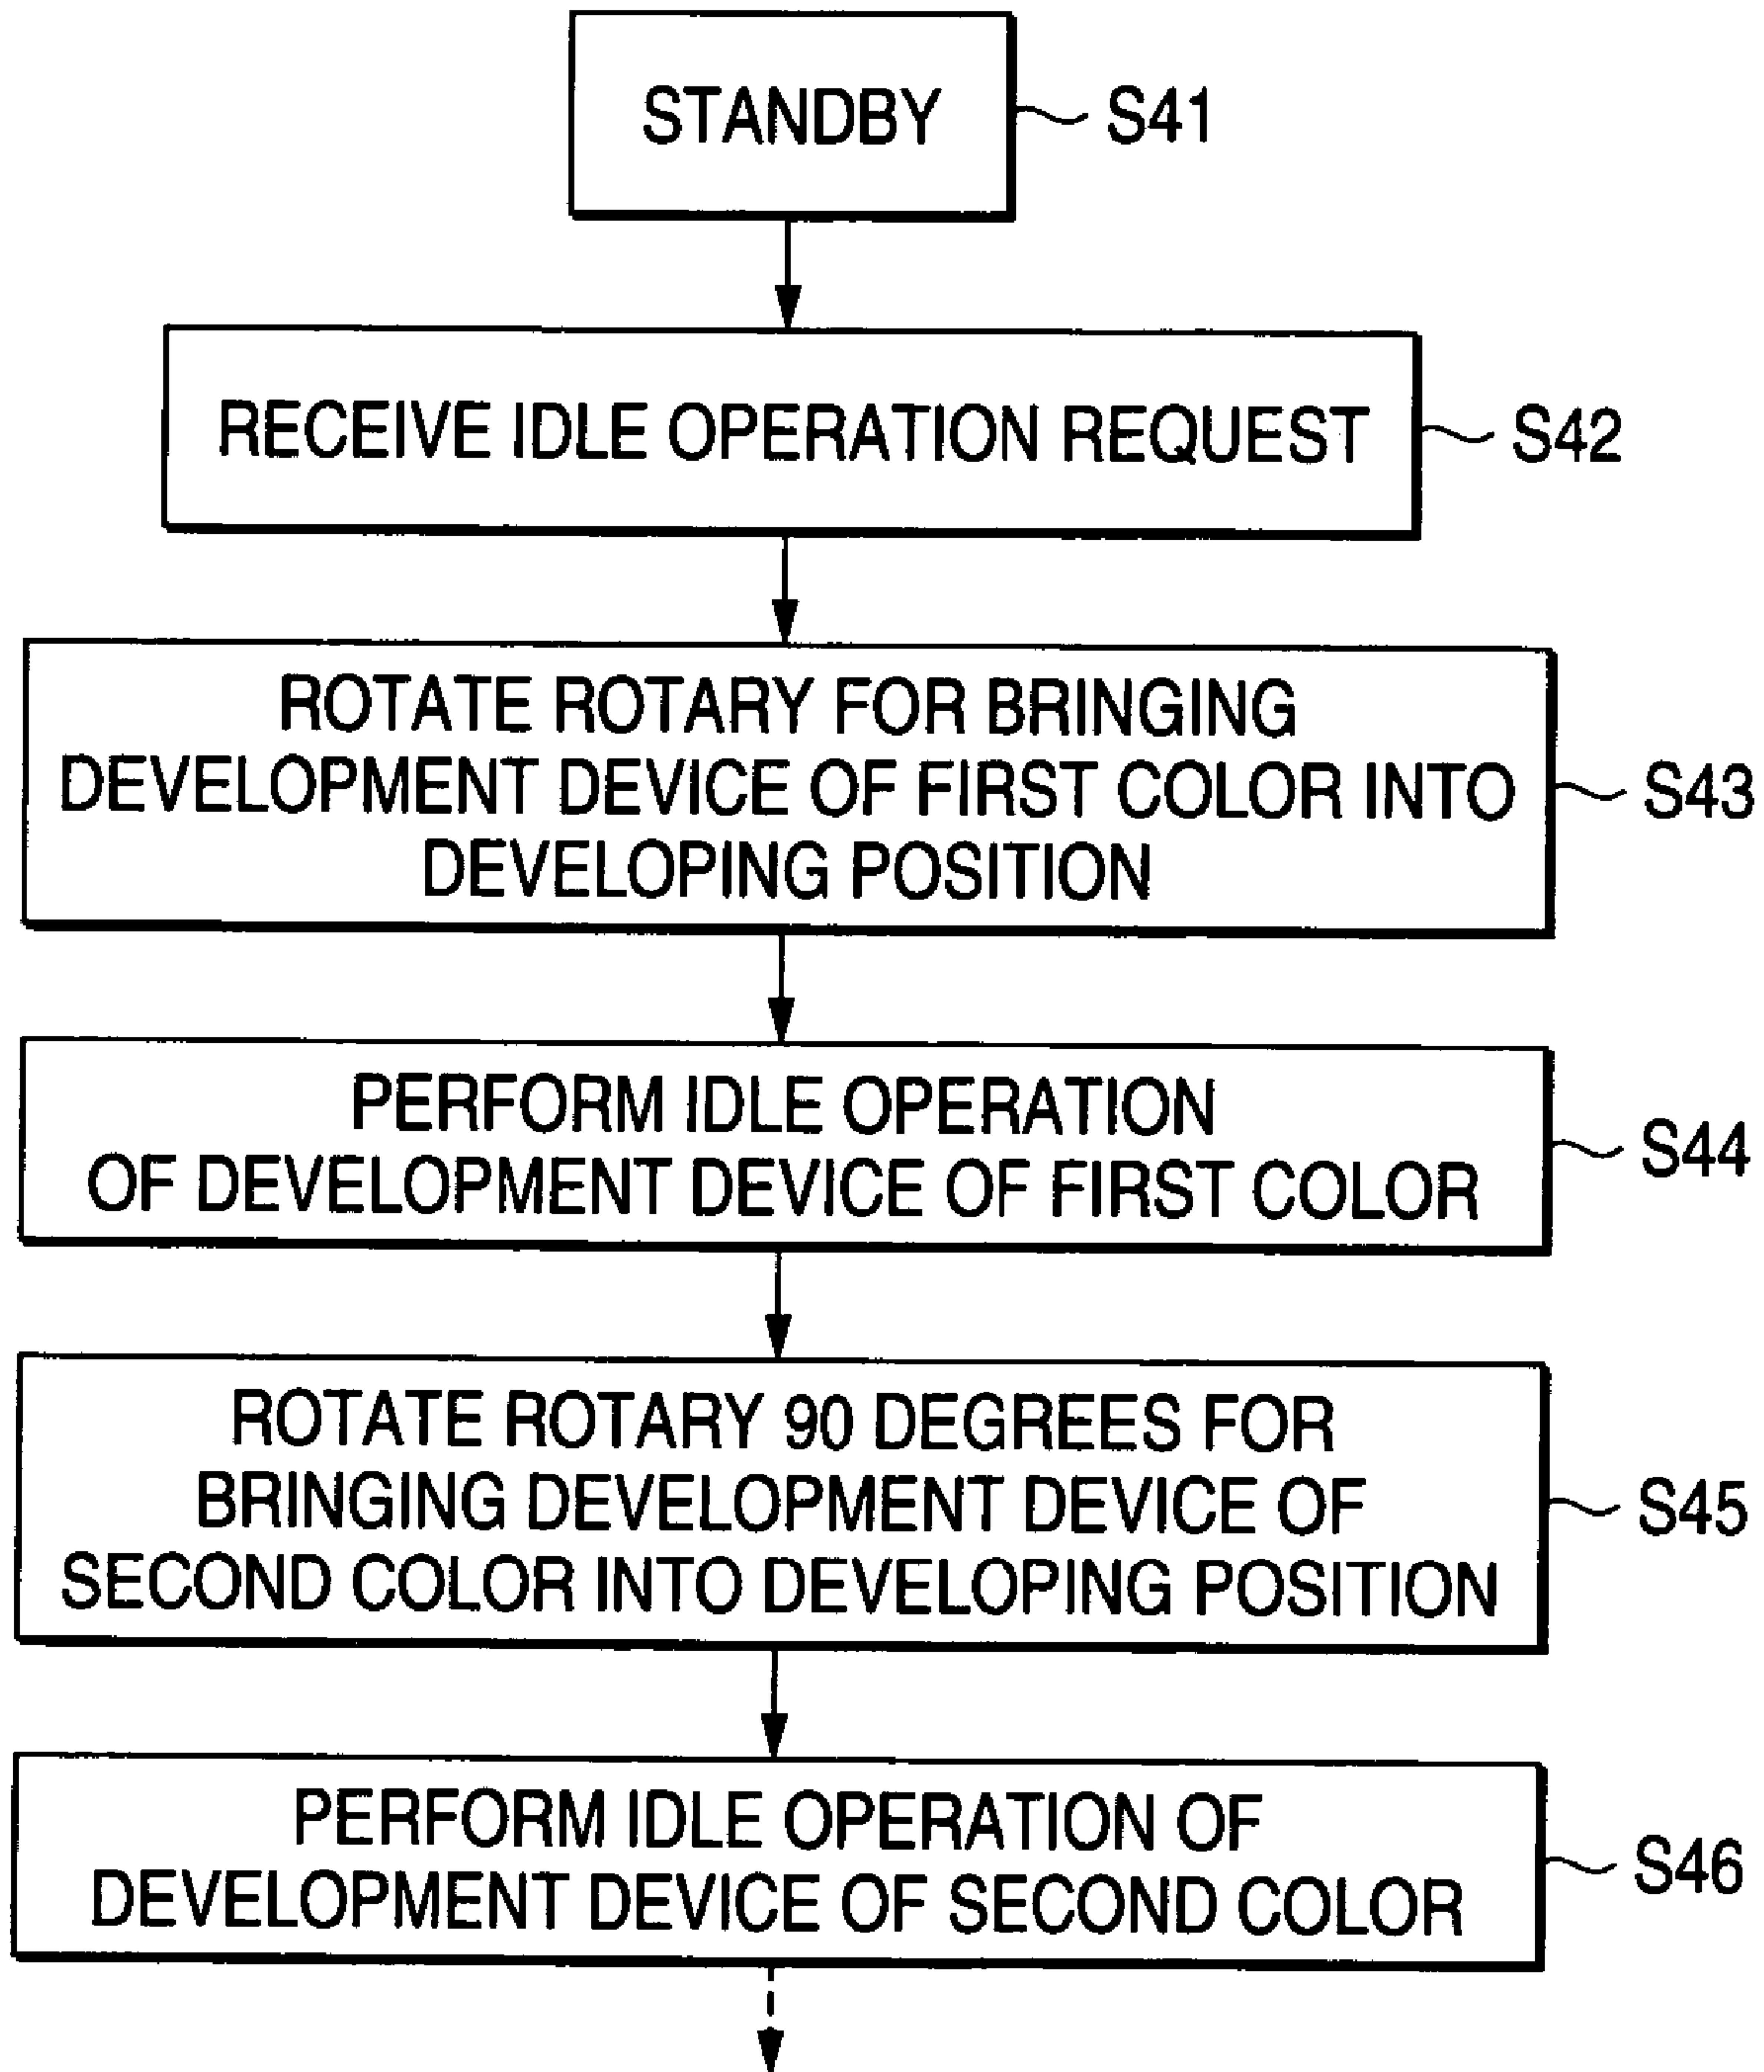 STANDBY
S41
RECEIVE IDLE OPERATION REQUEST
S42
ROTATE ROTARY FOR BRINGING
DEVELOPMENT DEVICE OF FIRST COLOR INTO
DEVELOPING POSITION
S43
PERFORM IDLE OPERATION
OF DEVELOPMENT DEVICE OF FIRST COLOR
S44
ROTATE ROTARY 90 DEGREES FOR
BRINGING DEVELOPMENT DEVICE OF
SECOND COLOR INTO DEVELOPING POSITION
S45
PERFORM IDLE OPERATION OF
DEVELOPMENT DEVICE OF SECOND COLOR
S46